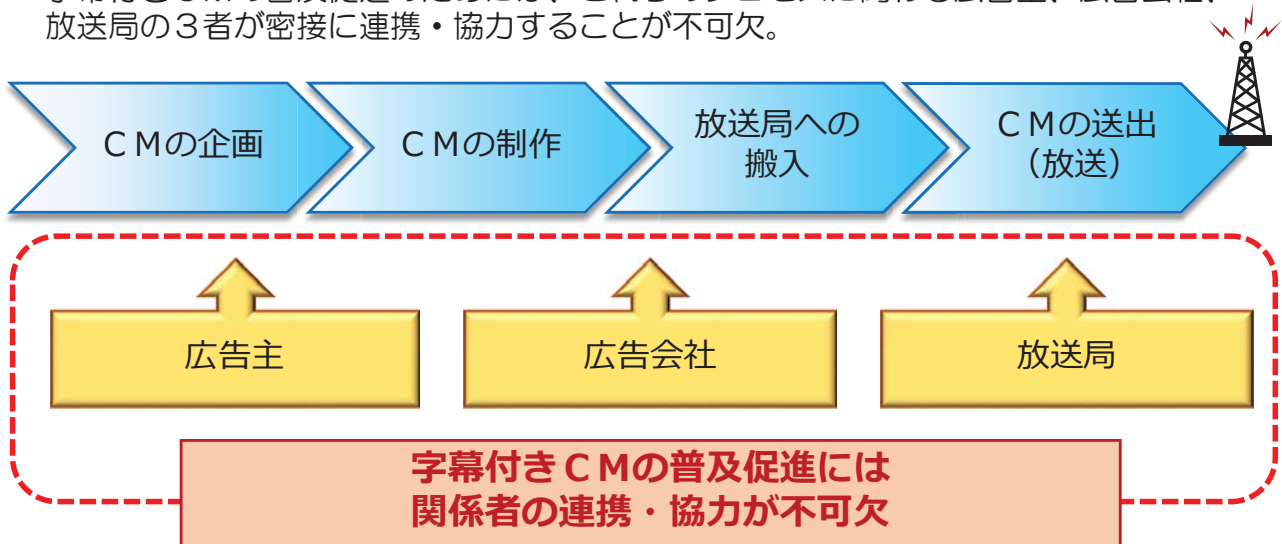 放送局の３者が密接に連携・協力することが不可欠。
ＣＭの企画
ＣＭの制作
放送局への
搬入
ＣＭの送出
（放送）
広告主
広告会社
放送局
字幕付きＣＭの普及促進には
関係者の連携・協力が不可欠